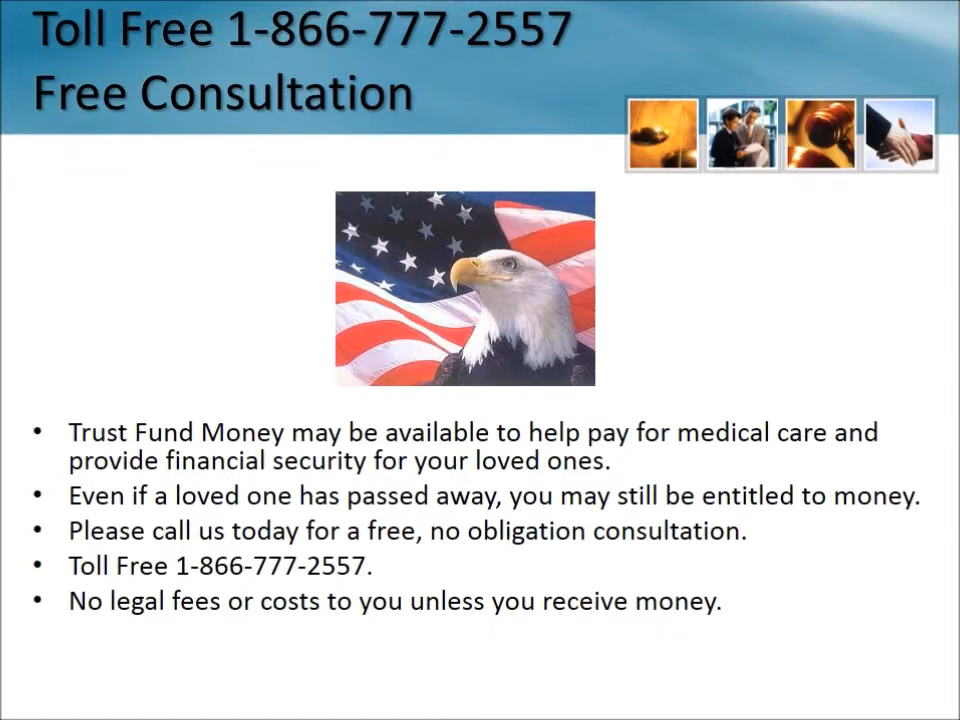 Toll Free 1-866-777-2557
Free Consultation
• Trust Fund Money may be available to help pay for medical care and
provide financial security for your loved ones.
• Even if a loved one has passed away, you may still be entitled to money.
• Please call us today for a free, no obligation consultation.
• Toll Free 1-866-777-2557.
• No legal fees or costs to you unless you receive money.